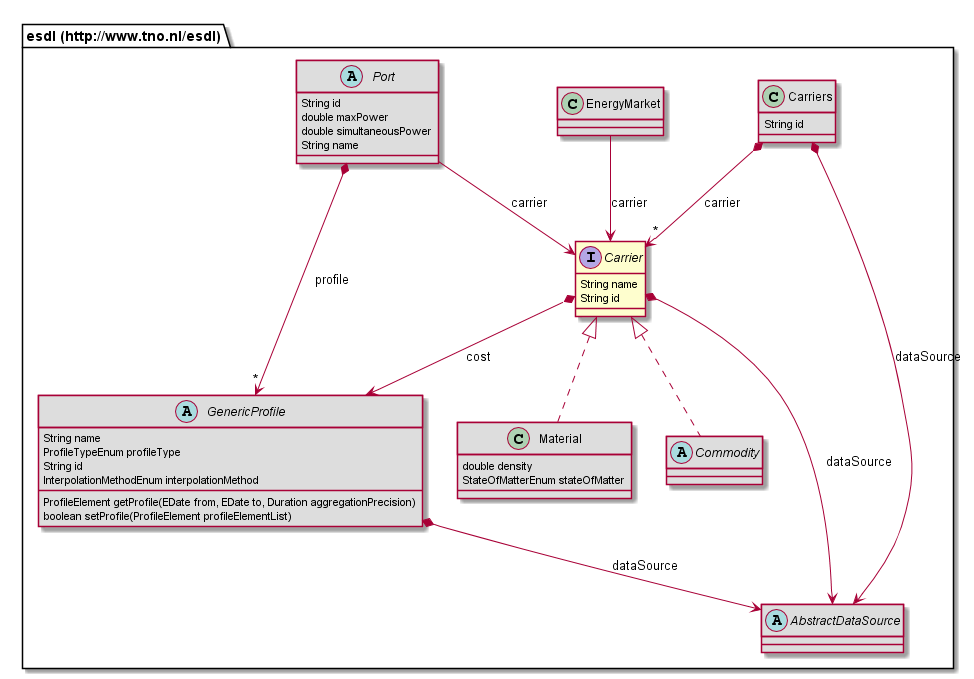 esdl (http://www.tno.nl/esdl)
A Port
String id
double maxPower
double simultaneousPower
String name
C EnergyMarket
C Carriers
String id
carrier
carrier
carrier
*
I Carrier
String name
String id
profile
cost
dataSource
*
A GenericProfile
String name
ProfileTypeEnum profileType
String id
InterpolationMethodEnum interpolationMethod
ProfileElement getProfile(EDate from, EDate to, Duration aggregationPrecision)
boolean setProfile(ProfileElement profileElementList)
C Material
double density
StateOfMatterEnum stateOfMatter
A Commodity
dataSource
dataSource
A AbstractDataSource